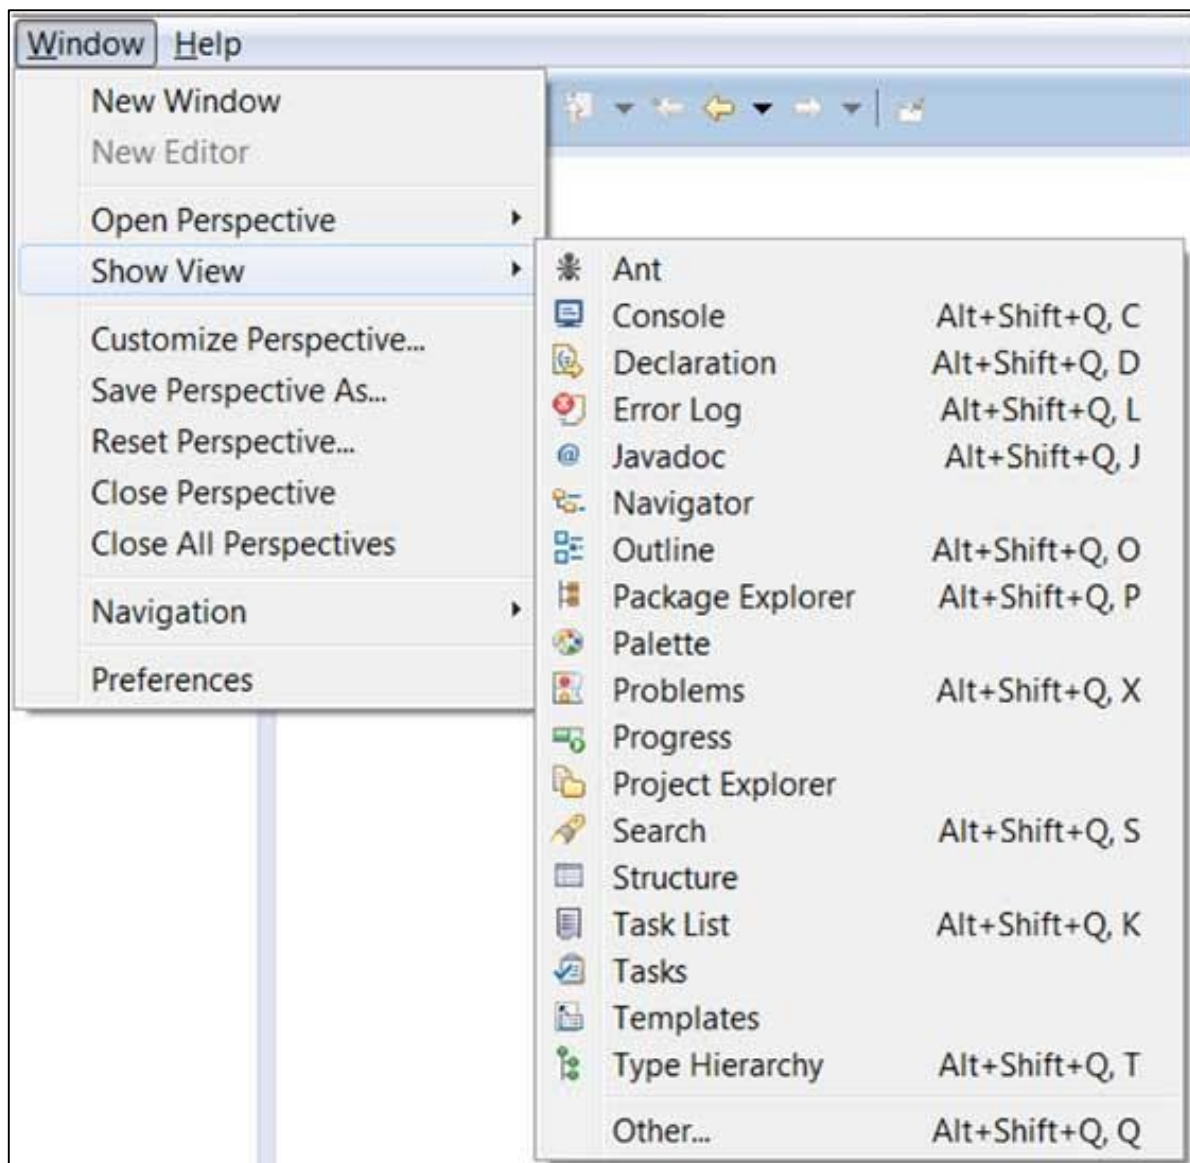 Window Help
New Window
New Editor
Open Perspective
Show View
Customize Perspective...
Save Perspective As...
Reset Perspective...
Close Perspective
Close All Perspectives
Navigation
Preferences
Ant
Console Alt+Shift+Q, C
Declaration Alt+Shift+Q, D
Error Log Alt+Shift+Q, L
Javadoc Alt+Shift+Q, J
Navigator
Outline Alt+Shift+Q, O
Package Explorer Alt+Shift+Q, P
Palette
Problems Alt+Shift+Q, X
Progress
Project Explorer
Search Alt+Shift+Q, S
Structure
Task List Alt+Shift+Q, K
Tasks
Templates
Type Hierarchy Alt+Shift+Q, T
Other... Alt+Shift+Q, Q